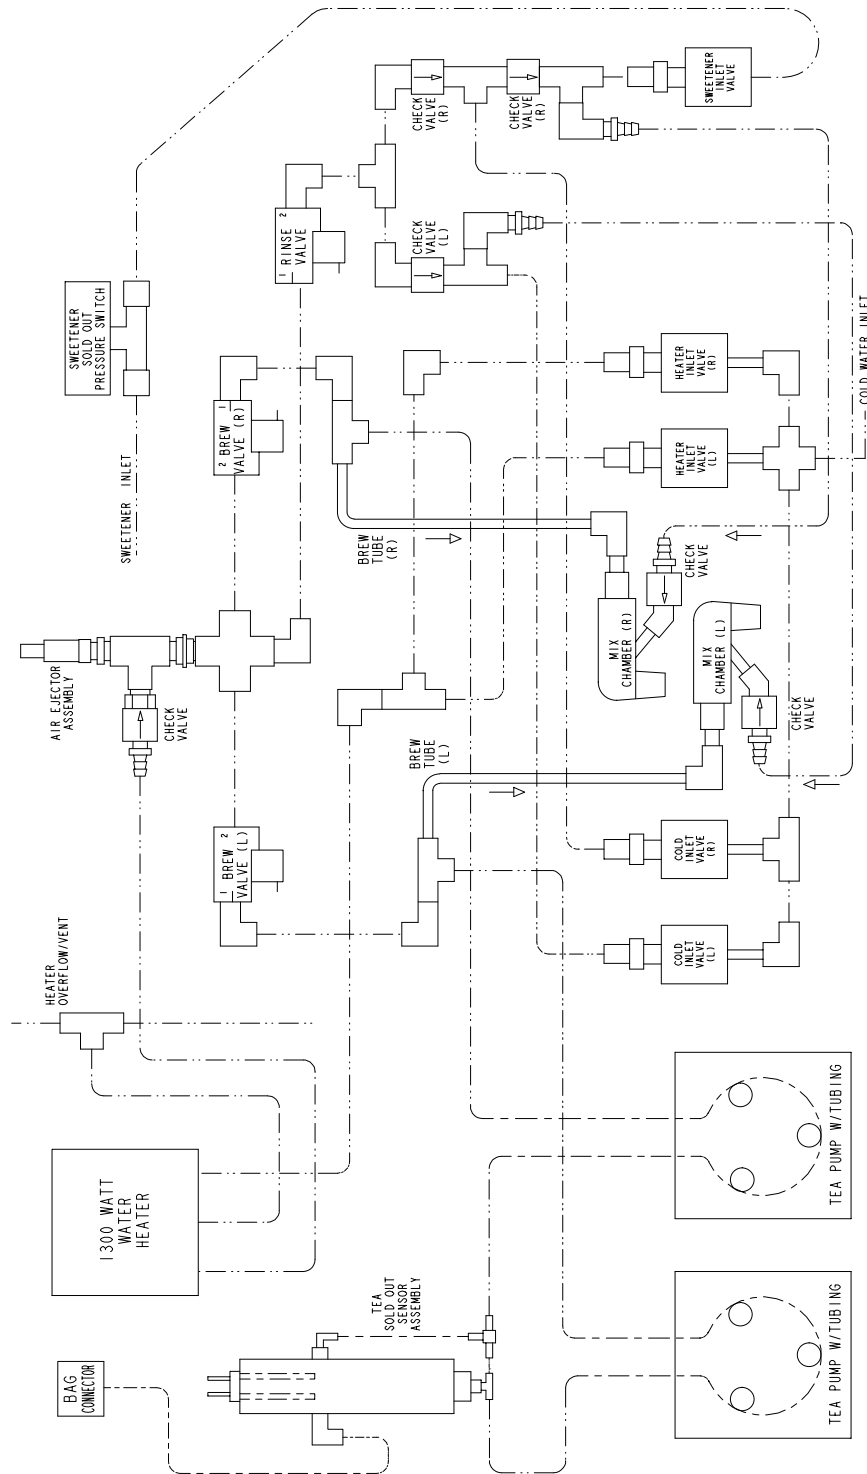 SWEETENER
SOLD OUT
PRESSURE SWITCH
SWEETENER INLET
AIR EJECTOR
ASSEMBLY
CHECK
VALVE
HEATER
OVERFLOW/VENT
1300 WATT
WATER
HEATER
BAG
CONNECTOR
1 RINSE 2
VALVE
2 BREW 1
VALVE (R)
1 BREW 2
VALVE (L)
CHECK
VALVE
(R)
CHECK
VALVE
(R)
CHECK
VALVE
(L)
SWEETENER
INLET
VALVE
BREW
TUBE
(R)
BREW
TUBE
(L)
TEA
SOLD OUT
SENSOR
ASSEMBLY
HEATER
INLET
VALVE
(R)
HEATER
INLET
VALVE
(L)
COLD WATER INLET
CHECK
VALVE
MIX
CHAMBER (R)
MIX
CHAMBER (L)
CHECK
VALVE
COLD
INLET
VALVE
(R)
COLD
INLET
VALVE
(L)
TEA PUMP W/TUBING
TEA PUMP W/TUBING